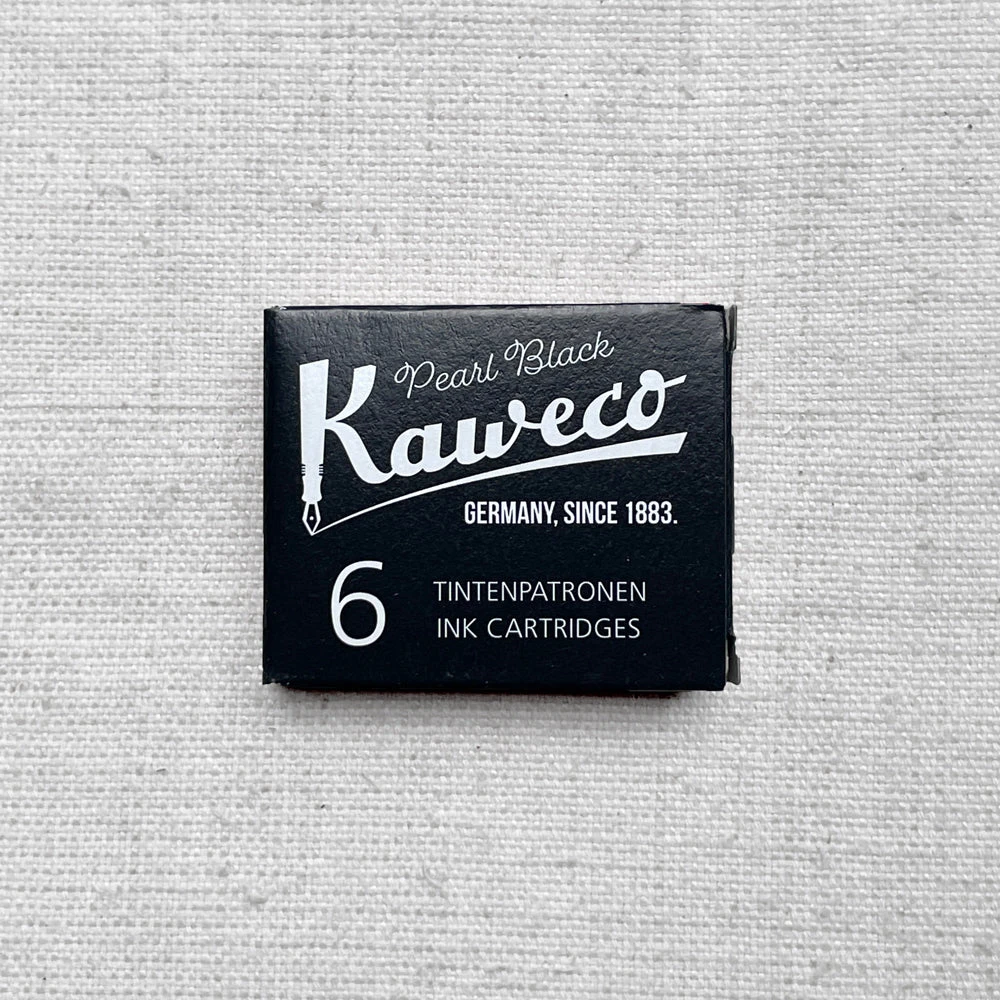 Pearl Black
Kaweco
GERMANY, SINCE 1883.
6
TINTENPATRONEN
INK CARTRIDGES